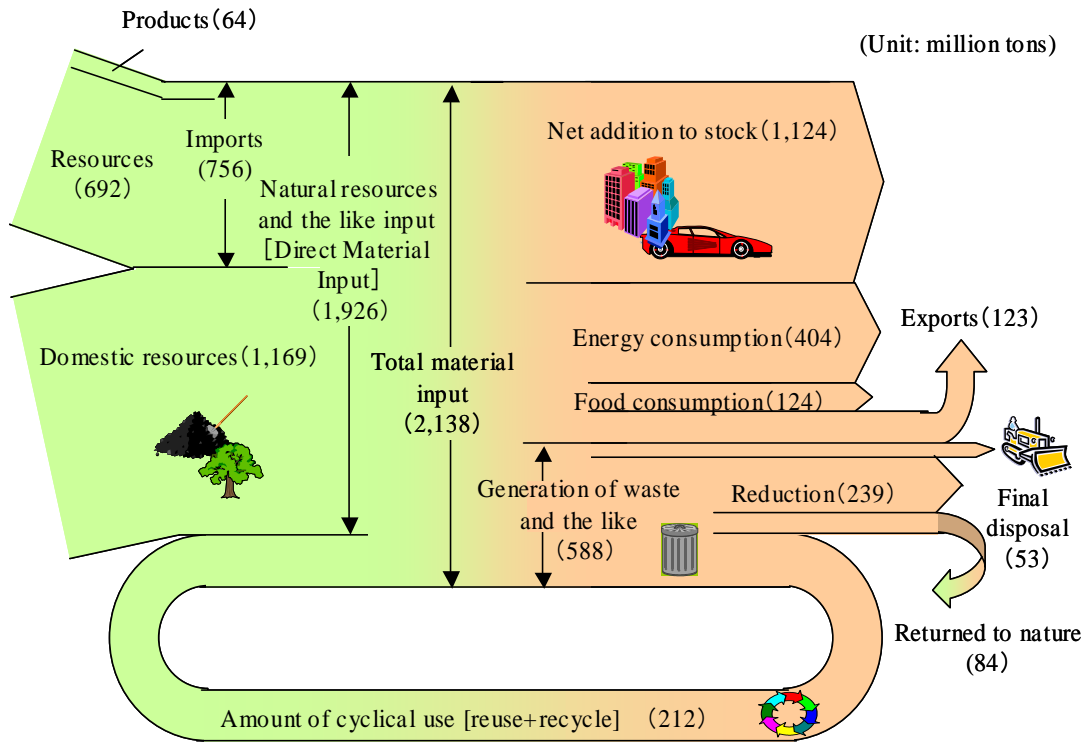 Products(64)
(Unit: million tons)
Imports
(756)
Resources
(692)
Natural resources
and the like input
[Direct Material
Input]
(1,926)
Net addition to stock(1,124)
Domestic resources(1,169)
Total material
input
(2,138)
Energy consumption(404)
Exports(123)
Food consumption(124)
Generation of waste
and the like
(588)
Reduction(239)
Final
disposal
(53)
Returned to nature
(84)
Amount of cyclical use [reuse+recycle] (212)